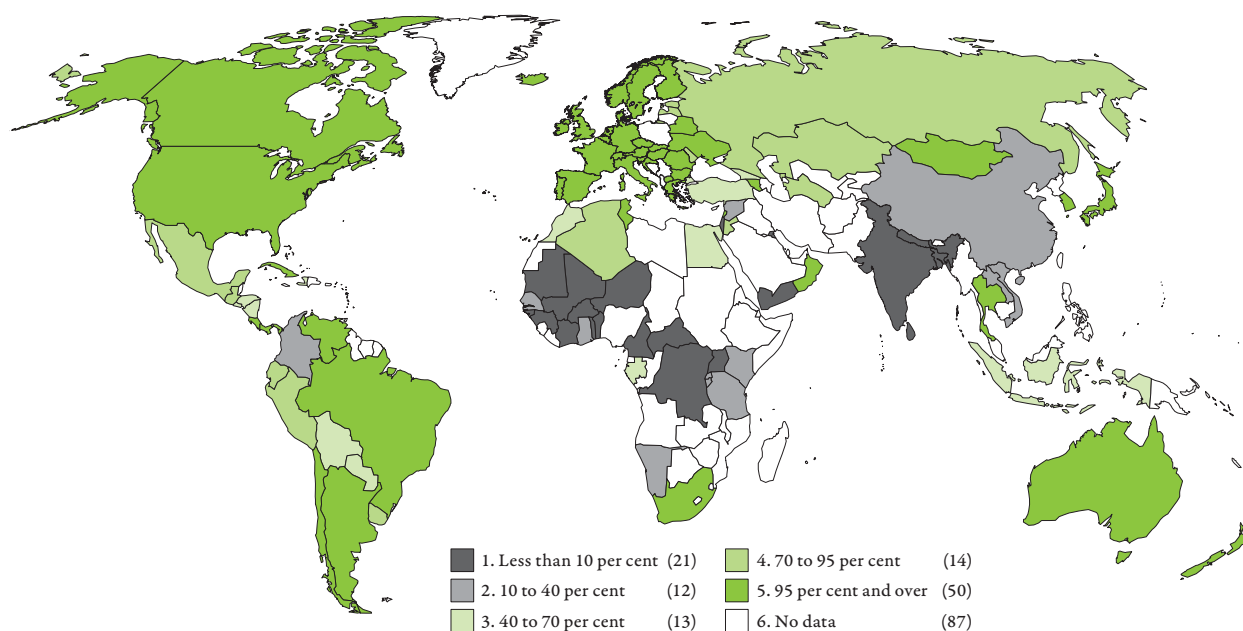 1. Less than 10 per cent (21)
2. 10 to 40 per cent (12)
3. 40 to 70 per cent (13)
4. 70 to 95 per cent (14)
5. 95 per cent and over (50)
6. No data (87)